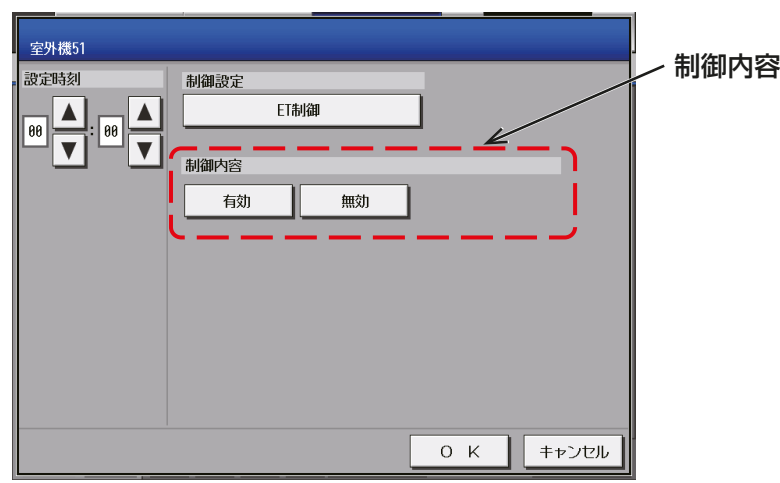 室外機51
設定時刻
00 : 00
▲ ▲
▼ ▼
制御設定
ET制御
制御内容
有効 無効
OK キャンセル
制御内容